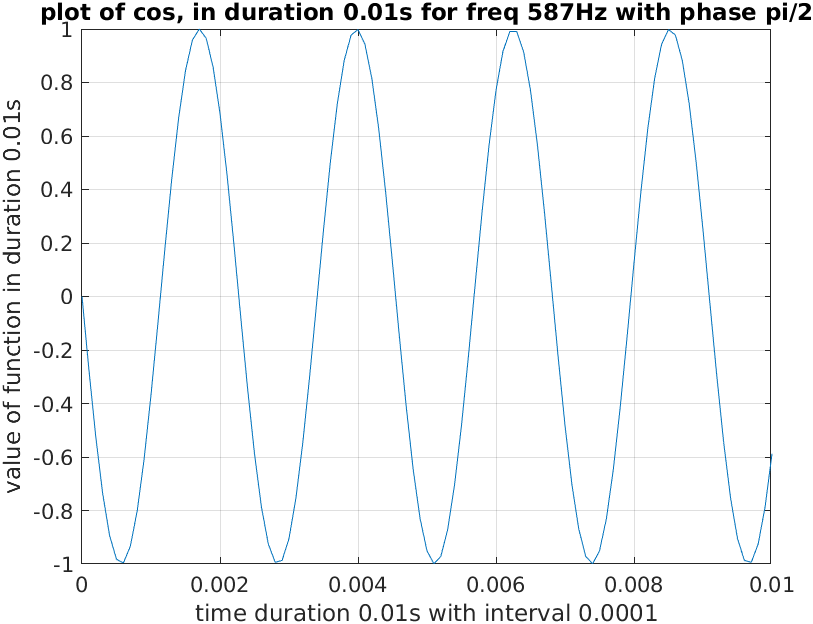 plot of cos, in duration 0.01s for freq 587Hz with phase pi/2
1
0.8
0.6
0.4
0.2
0
-0.2
-0.4
-0.6
-0.8
-1
value of function in duration 0.01s
0 0.002 0.004 0.006 0.008 0.01
time duration 0.01s with interval 0.0001